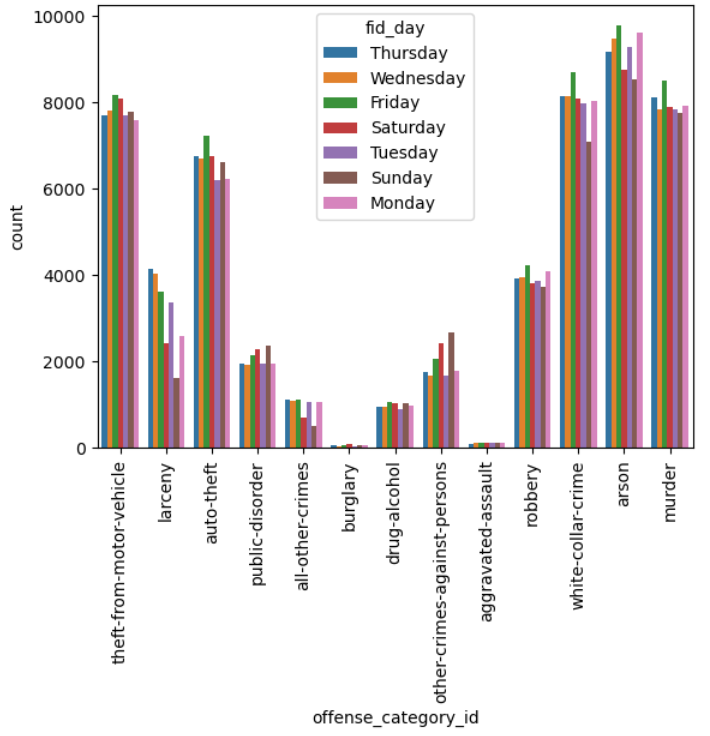 10000
8000
6000
4000
2000
0
count
fid_day
Thursday
Wednesday
Friday
Saturday
Tuesday
Sunday
Monday
theft-from-motor-vehicle
larceny
auto-theft
public-disorder
all-other-crimes
burglary
drug-alcohol
other-crimes-against-persons
aggravated-assault
robbery
white-collar-crime
arson
murder
offense_category_id